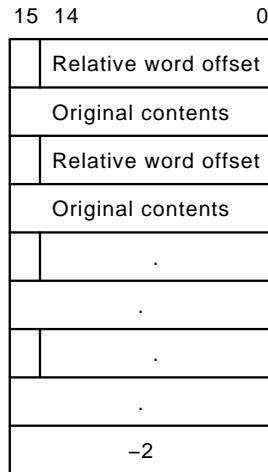 15 14 0
Relative word offset
Original contents
Relative word offset
Original contents
.
.
.
.
–2